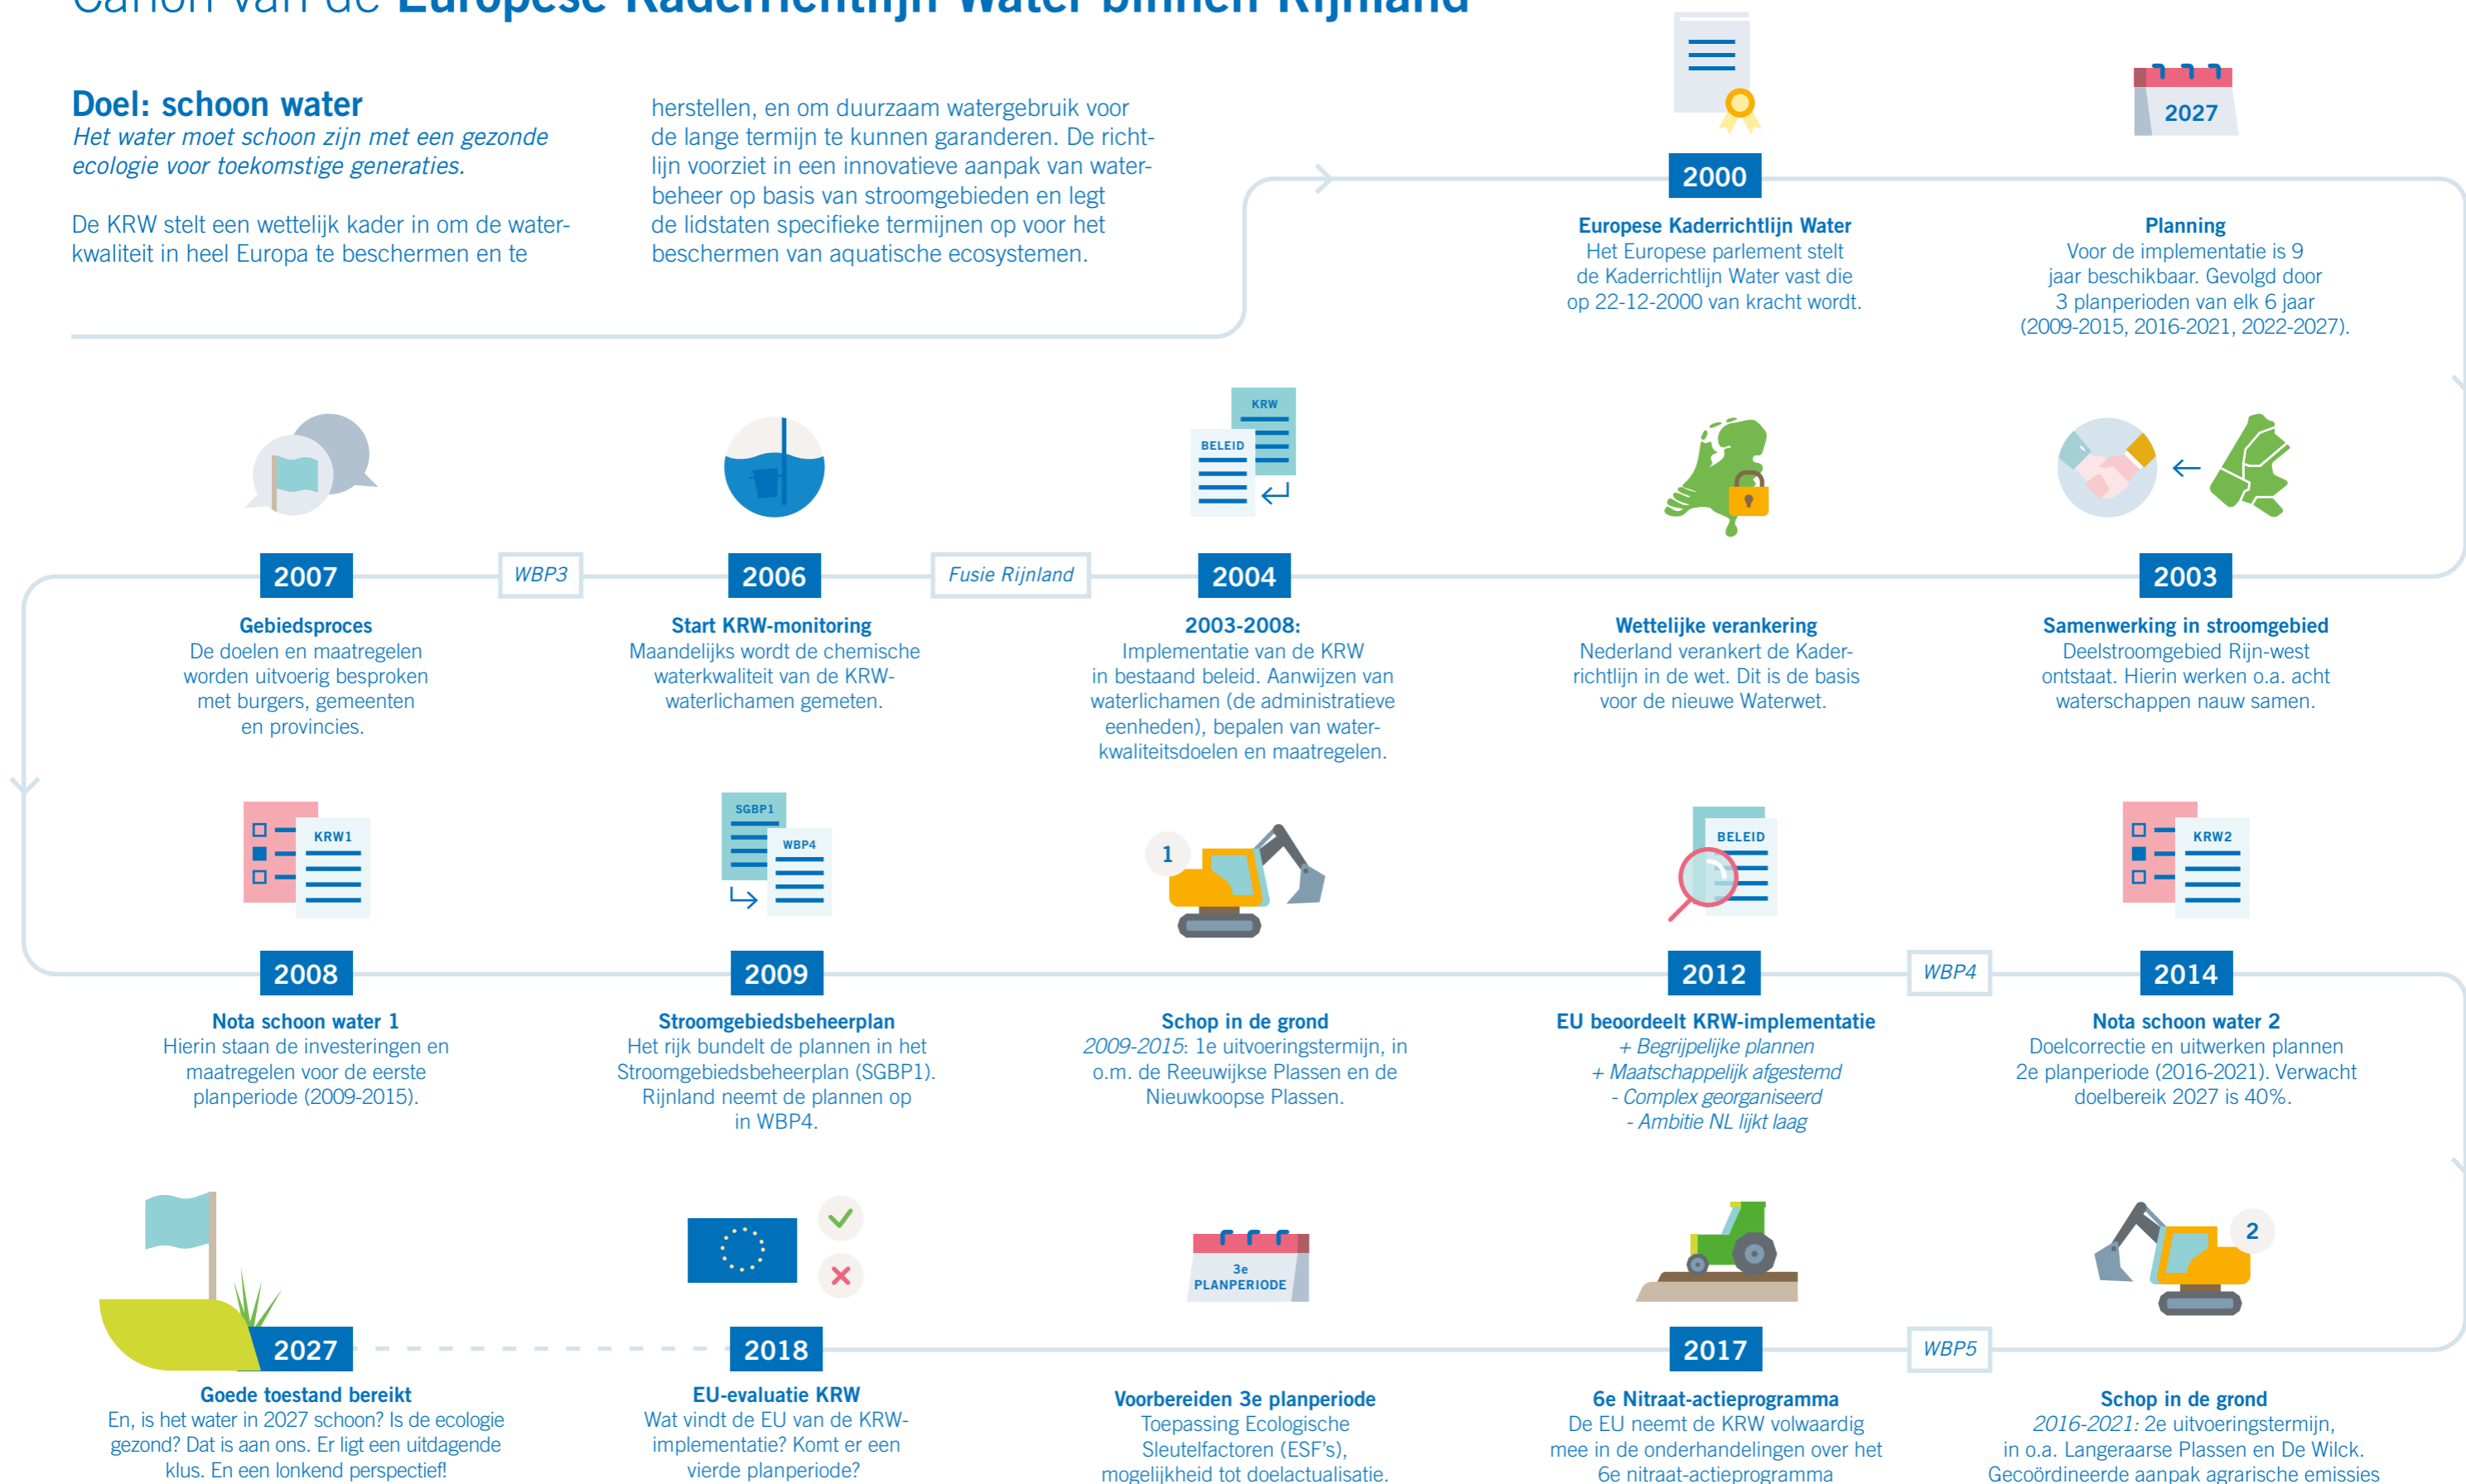 Canon van de Europese Kaderrichtlijn Water binnen Rijnland
Doel: schoon water
Het water moet schoon zijn met een gezonde
ecologie voor toekomstige generaties.
De KRW stelt een wettelijk kader in om de water-
kwaliteit in heel Europa te beschermen en te
herstellen, en om duurzaam watergebruik voor
de lange termijn te kunnen garanderen. De richt-
lijn voorziet in een innovatieve aanpak van water-
beheer op basis van stroomgebieden en legt
de lidstaten specifieke termijnen op voor het
beschermen van aquatische ecosystemen.
2000
Europese Kaderrichtlijn Water
Het Europese parlement stelt
de Kaderrichtlijn Water vast die
op 22-12-2000 van kracht wordt.
2027
Planning
Voor de implementatie is 9
jaar beschikbaar. Gevolgd door
3 planperioden van elk 6 jaar
(2009-2015, 2016-2021, 2022-2027).
2003
Samenwerking in stroomgebied
Deelstroomgebied Rijn-west
ontstaat. Hierin werken o.a. acht
waterschappen nauw samen.
Wettelijke verankering
Nederland verankert de Kader-
richtlijn in de wet. Dit is de basis
voor de nieuwe Waterwet.
KRW
BELEID
2004
2003-2008:
Implementatie van de KRW
in bestaand beleid. Aanwijzen van
waterlichamen (de administratieve
eenheden), bepalen van water-
kwaliteitsdoelen en maatregelen.
Fusie Rijnland
2006
Start KRW-monitoring
Maandelijks wordt de chemische
waterkwaliteit van de KRW-
waterlichamen gemeten.
WBP3
2007
Gebiedsproces
De doelen en maatregelen
worden uitvoerig besproken
met burgers, gemeenten
en provincies.
KRW1
2008
Nota schoon water 1
Hierin staan de investeringen en
maatregelen voor de eerste
planperiode (2009-2015).
SGBP1
WBP4
2009
Stroomgebiedsbeheerplan
Het rijk bundelt de plannen in het
Stroomgebiedsbeheerplan (SGBP1).
Rijnland neemt de plannen op
in WBP4.
1
Schop in de grond
2009-2015: 1e uitvoeringstermijn, in
o.m. de Reeuwijkse Plassen en de
Nieuwkoopse Plassen.
BELEID
2012
EU beoordeelt KRW-implementatie
+ Begrijpelijke plannen
+ Maatschappelijk afgestemd
- Complex georganiseerd
- Ambitie NL lijkt laag
WBP4
KRW2
2014
Nota schoon water 2
Doelcorrectie en uitwerken plannen
2e planperiode (2016-2021). Verwacht
doelbereik 2027 is 40%.
2
Schop in de grond
2016-2021: 2e uitvoeringstermijn,
in o.a. Langeraarse Plassen en De Wilck.
Gecoördineerde aanpak agrarische emissies
WBP5
2017
6e Nitraat-actieprogramma
De EU neemt de KRW volwaardig
mee in de onderhandelingen over het
6e nitraat-actieprogramma
3e
PLANPERIODE
Voorbereiden 3e planperiode
Toepassing Ecologische
Sleutelfactoren (ESF's),
mogelijkheid tot doelactualisatie.
2018
EU-evaluatie KRW
Wat vindt de EU van de KRW-
implementatie? Komt er een
vierde planperiode?
2027
Goede toestand bereikt
En, is het water in 2027 schoon? Is de ecologie
gezond? Dat is aan ons. Er ligt een uitdagende
klus. En een lonkend perspectief!